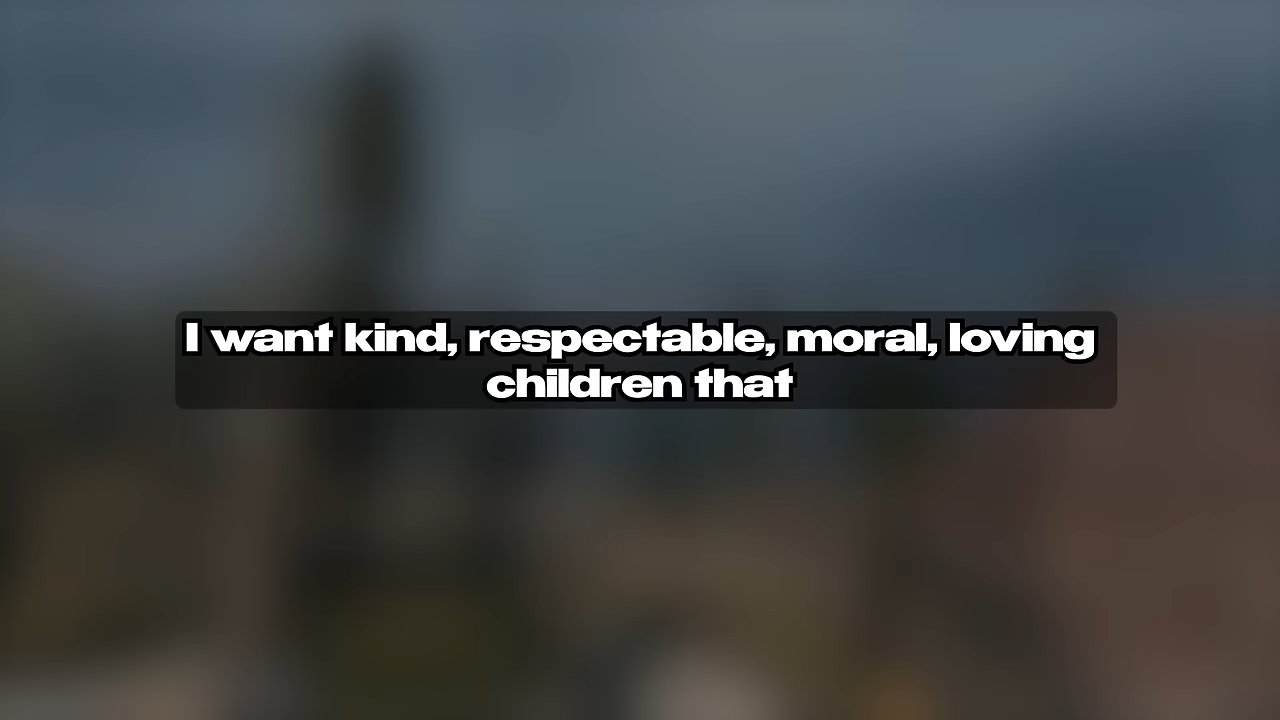 I want kind, respectable, moral, loving
children that